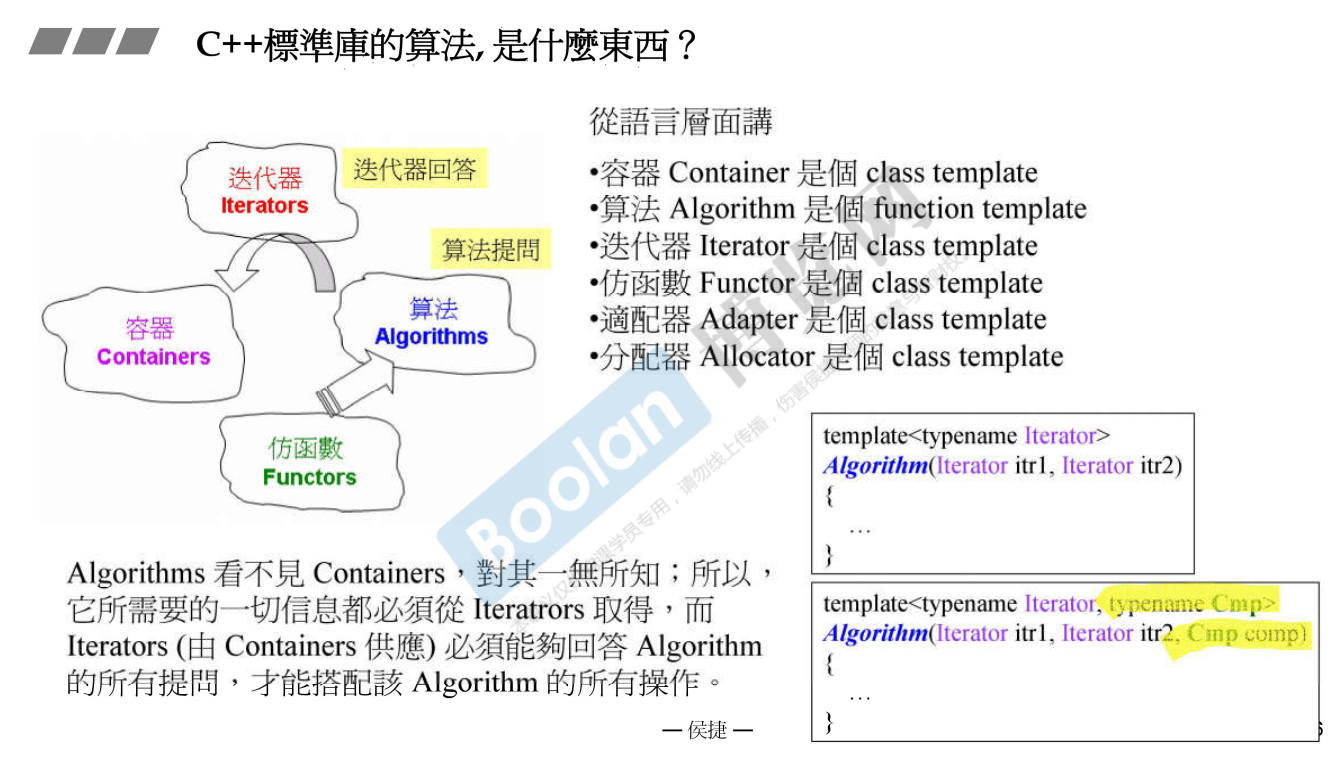 C++標準庫的算法, 是什麼東西？
迭代器
Iterators
迭代器回答
算法提問
算法
Algorithms
容器
Containers
仿函數
Functors
從語言層面講
•容器 Container 是個 class template
•算法 Algorithm 是個 function template
•迭代器 Iterator 是個 class template
•仿函數 Functor 是個 class template
•適配器 Adapter 是個 class template
•分配器 Allocator 是個 class template
template<typename Iterator>
Algorithm(Iterator itr1, Iterator itr2)
{
…
}
template<typename Iterator, typename Cmp>
Algorithm(Iterator itr1, Iterator itr2, Cmp comp)
{
…
}
Algorithms 看不見 Containers，對其一無所知；所以，
它所需要的一切信息都必須從 Iteratrors 取得，而
Iterators (由 Containers 供應) 必須能夠回答 Algorithm
的所有提問，才能搭配該 Algorithm 的所有操作。
Boolan 博览网
— 侯捷 —
6